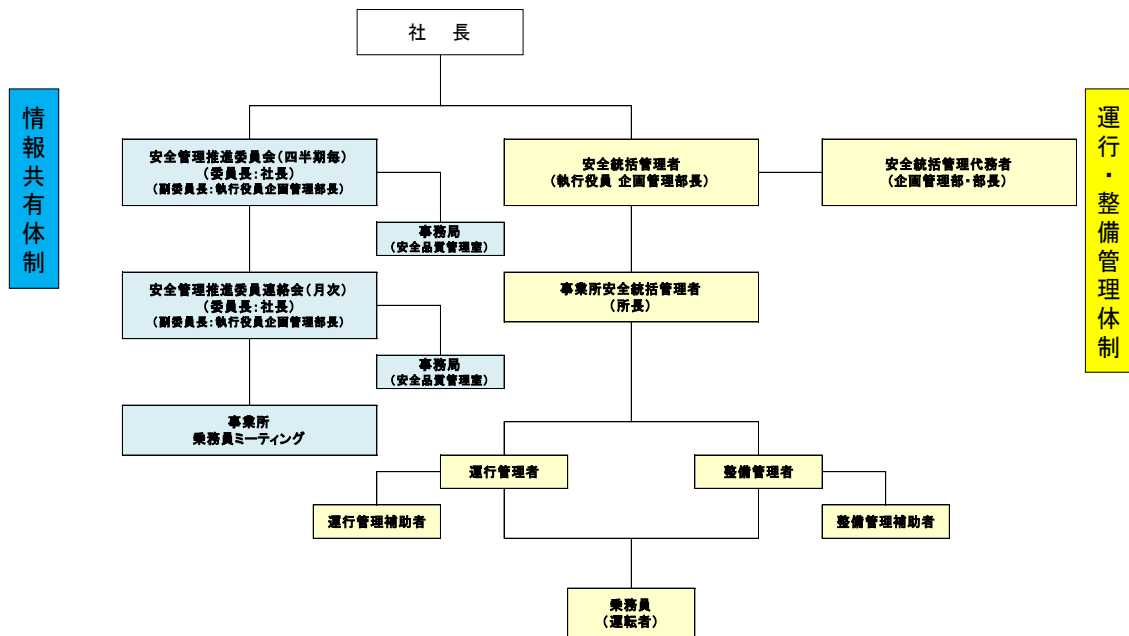 社 長
情報共有体制
運行・整備管理体制
安全管理推進委員会(四半期毎)
(委員長:社長)
(副委員長:執行役員企画管理部長)
安全統括管理者
(執行役員 企画管理部長)
安全統括管理代務者
(企画管理部・部長)
事務局
(安全品質管理室)
安全管理推進委員連絡会(月次)
(委員長:社長)
(副委員長:執行役員企画管理部長)
事業所安全統括管理者
(所長)
事務局
(安全品質管理室)
事業所
乗務員ミーティング
運行管理者
整備管理者
運行管理補助者
整備管理補助者
乗務員
(運転者)